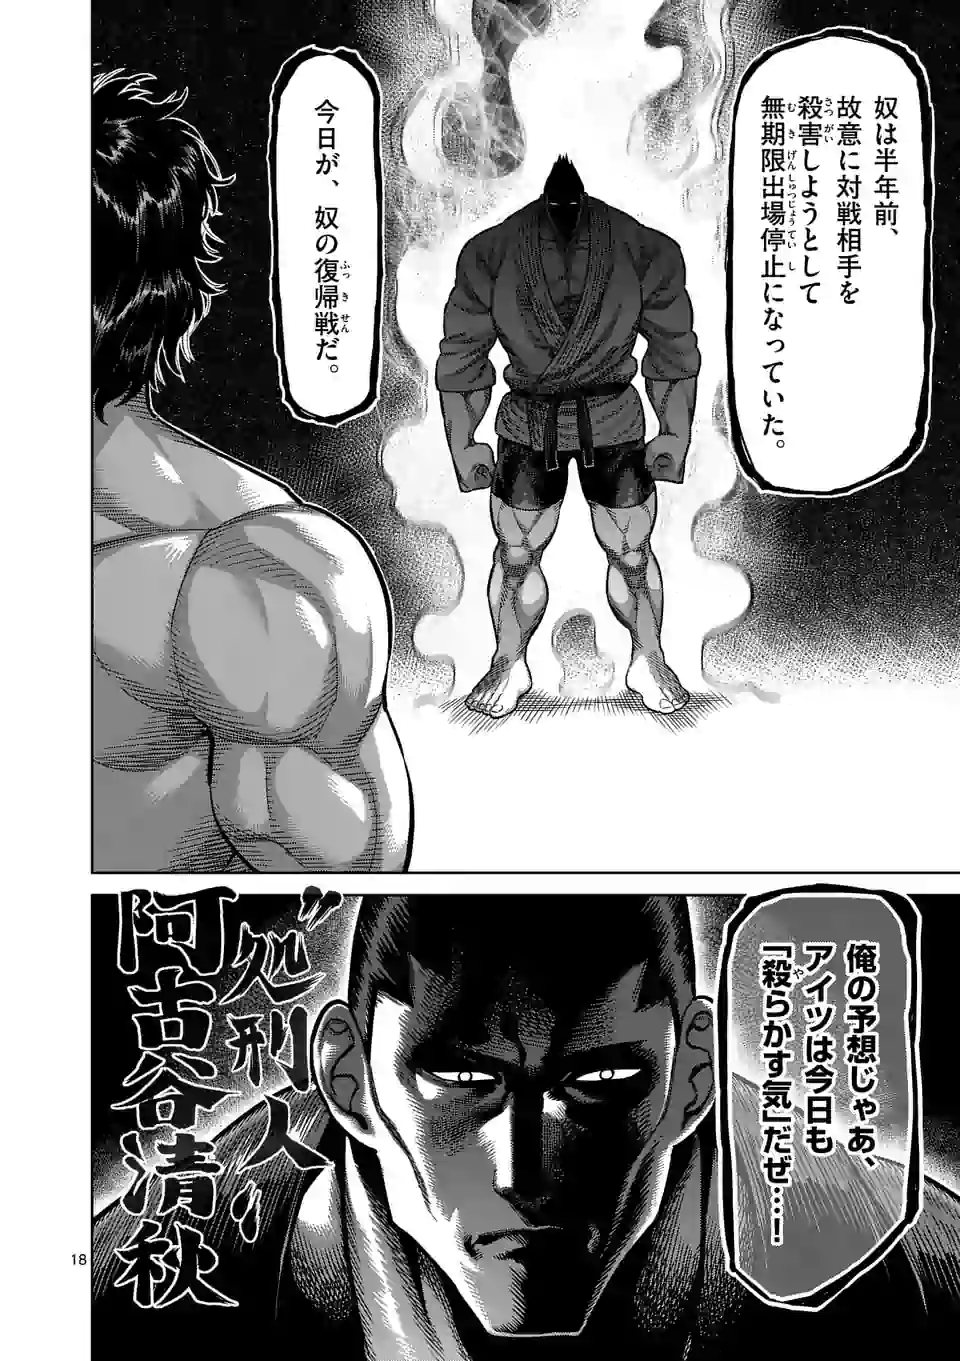 奴は半年前、
故意に対戦相手を
殺害しようとして
無期限出場停止になっていた。
今日が、奴の復帰戦だ。
俺の予想じゃあ、
アイツは今日も
「殺らかす気」だぜ…！
〝処刑人〟
阿古谷清秋
18